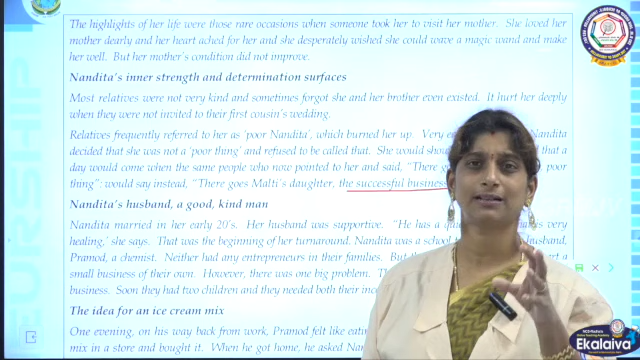 The highlights of her life were those rare occasions when someone took her to visit her mother. She loved her
mother dearly and her heart ached for her and she desperately wished she could wave a magic wand and make
her well. But her mother's condition did not improve.
Nandita's inner strength and determination surfaces
Most relatives were not very kind and sometimes forgot she and her brother even existed. It hurt her deeply
when they were not invited to their first cousin's wedding.
Relatives frequently referred to her as 'poor Nandita', which burned her up. Very Nandita
decided that she was not a 'poor thing' and refused to be called that. She would that a
day would come when the same people who now pointed to her and said, "There poor
thing": would say instead, "There goes Malti's daughter, the successful business
Nandita's husband, a good, kind man
Nandita married in her early 20's. Her husband was supportive. "He has a always very
healing,' she says. That was the beginning of her turnaround. Nandita was a school husband,
Pramod, a chemist. Neither had any entrepreneurs in their families. But a
small business of their own. However, there was one big problem.
business. Soon they had two children and they needed both their
The idea for an ice cream mix
One evening, on his way back from work, Pramod felt like
mix in a store and bought it. When he got home, he asked
URSHIP
Ekalaiva